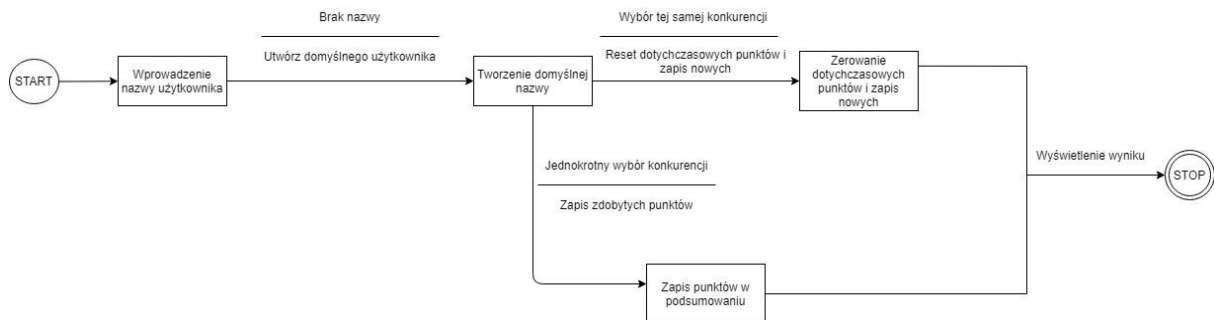 START
Wprowadzenie
nazwy użytkownika
Brak nazwy
Utwórz domyślnego użytkownika
Tworzenie domyślnej
nazwy
Wybór tej samej konkurencji
Reset dotychczasowych punktów i
zapis nowych
Zerowanie
dotychczasowych
punktów i zapis
nowych
Jednokrotny wybór konkurencji
Zapis zdobytych punktów
Zapis punktów w
podsumowaniu
Wyświetlenie wyniku
STOP